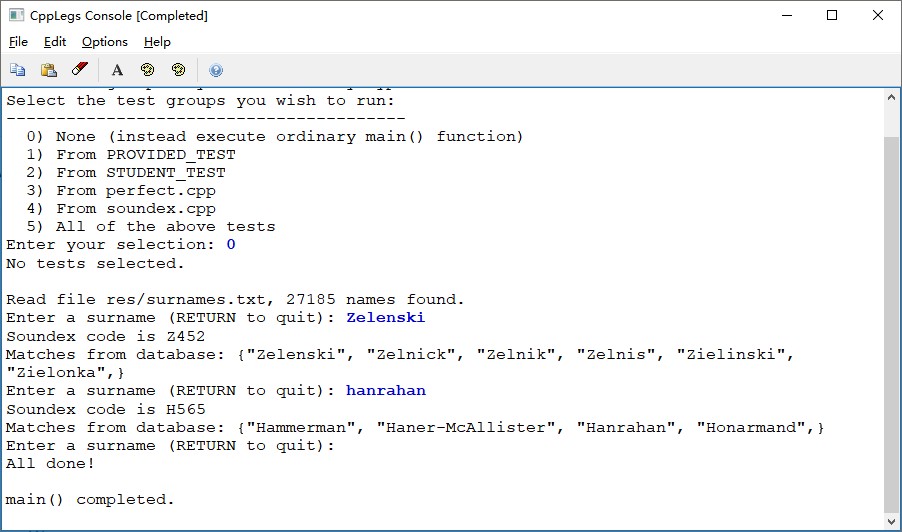 CppLegs Console [Completed]
File Edit Options Help
Select the test groups you wish to run:
----------------------------------------
0) None (instead execute ordinary main() function)
1) From PROVIDED_TEST
2) From STUDENT_TEST
3) From perfect.cpp
4) From soundex.cpp
5) All of the above tests
Enter your selection: 0
No tests selected.
Read file res/surnames.txt, 27185 names found.
Enter a surname (RETURN to quit): Zelenski
Soundex code is Z452
Matches from database: {"Zelenski", "Zelnick", "Zelnik", "Zelnis", "Zielinski",
"Zielonka",}
Enter a surname (RETURN to quit): hanrahan
Soundex code is H565
Matches from database: {"Hammerman", "Haner-McAllister", "Hanrahan", "Honarmand",}
Enter a surname (RETURN to quit):
All done!
main() completed.